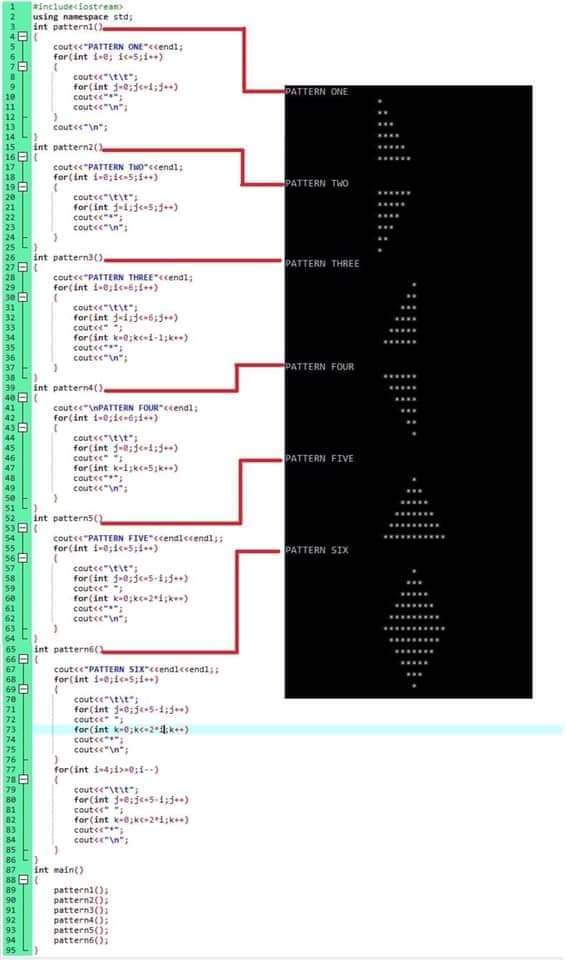 1 #include<iostream>
2 using namespace std;
3 int pattern1()
4 {
5 cout<<"PATTERN ONE"<<endl;
6 for(int i=0; i<=5;i++)
7 {
8 cout<<"\t\t";
9 for(int j=0;j<=i;j++)
10 cout<<"*";
11 cout<<"\n";
12 }
13 cout<<"\n";
14 }
15 int pattern2()
16 {
17 cout<<"PATTERN TWO"<<endl;
18 for(int i=0;i<=5;i++)
19 {
20 cout<<"\t\t";
21 for(int j=i;j<=5;j++)
22 cout<<"*";
23 cout<<"\n";
24 }
25 }
26 int pattern3()
27 {
28 cout<<"PATTERN THREE"<<endl;
29 for(int i=0;i<=6;i++)
30 {
31 cout<<"\t\t";
32 for(int j=i;j<=6;j++)
33 cout<<" ";
34 for(int k=0;k<=i-1;k++)
35 cout<<"*";
36 cout<<"\n";
37 }
38 }
39 int pattern4()
40 {
41 cout<<"\nPATTERN FOUR"<<endl;
42 for(int i=0;i<=6;i++)
43 {
44 cout<<"\t\t";
45 for(int j=0;j<=i;j++)
46 cout<<" ";
47 for(int k=i;k<=5;k++)
48 cout<<"*";
49 cout<<"\n";
50 }
51 }
52 int pattern5()
53 {
54 cout<<"PATTERN FIVE"<<endl<<endl;;
55 for(int i=0;i<=5;i++)
56 {
57 cout<<"\t\t";
58 for(int j=0;j<=5-i;j++)
59 cout<<" ";
60 for(int k=0;k<=2*i;k++)
61 cout<<"*";
62 cout<<"\n";
63 }
64 }
65 int pattern6()
66 {
67 cout<<"PATTERN SIX"<<endl<<endl;;
68 for(int i=0;i<=5;i++)
69 {
70 cout<<"\t\t";
71 for(int j=0;j<=5-i;j++)
72 cout<<" ";
73 for(int k=0;k<=2*i;k++)
74 cout<<"*";
75 cout<<"\n";
76 }
77 for(int i=4;i>=0;i--)
78 {
79 cout<<"\t\t";
80 for(int j=0;j<=5-i;j++)
81 cout<<" ";
82 for(int k=0;k<=2*i;k++)
83 cout<<"*";
84 cout<<"\n";
85 }
86 }
87 int main()
88 {
89 pattern1();
90 pattern2();
91 pattern3();
92 pattern4();
93 pattern5();
94 pattern6();
95 }
PATTERN ONE
*
**
***
****
*****
******
PATTERN TWO
******
*****
****
***
**
*
PATTERN THREE
*
**
***
****
*****
******
PATTERN FOUR
******
*****
****
***
**
*
PATTERN FIVE
*
***
*****
*******
*********
***********
PATTERN SIX
*
***
*****
*******
*********
***********
*********
*******
*****
***
*